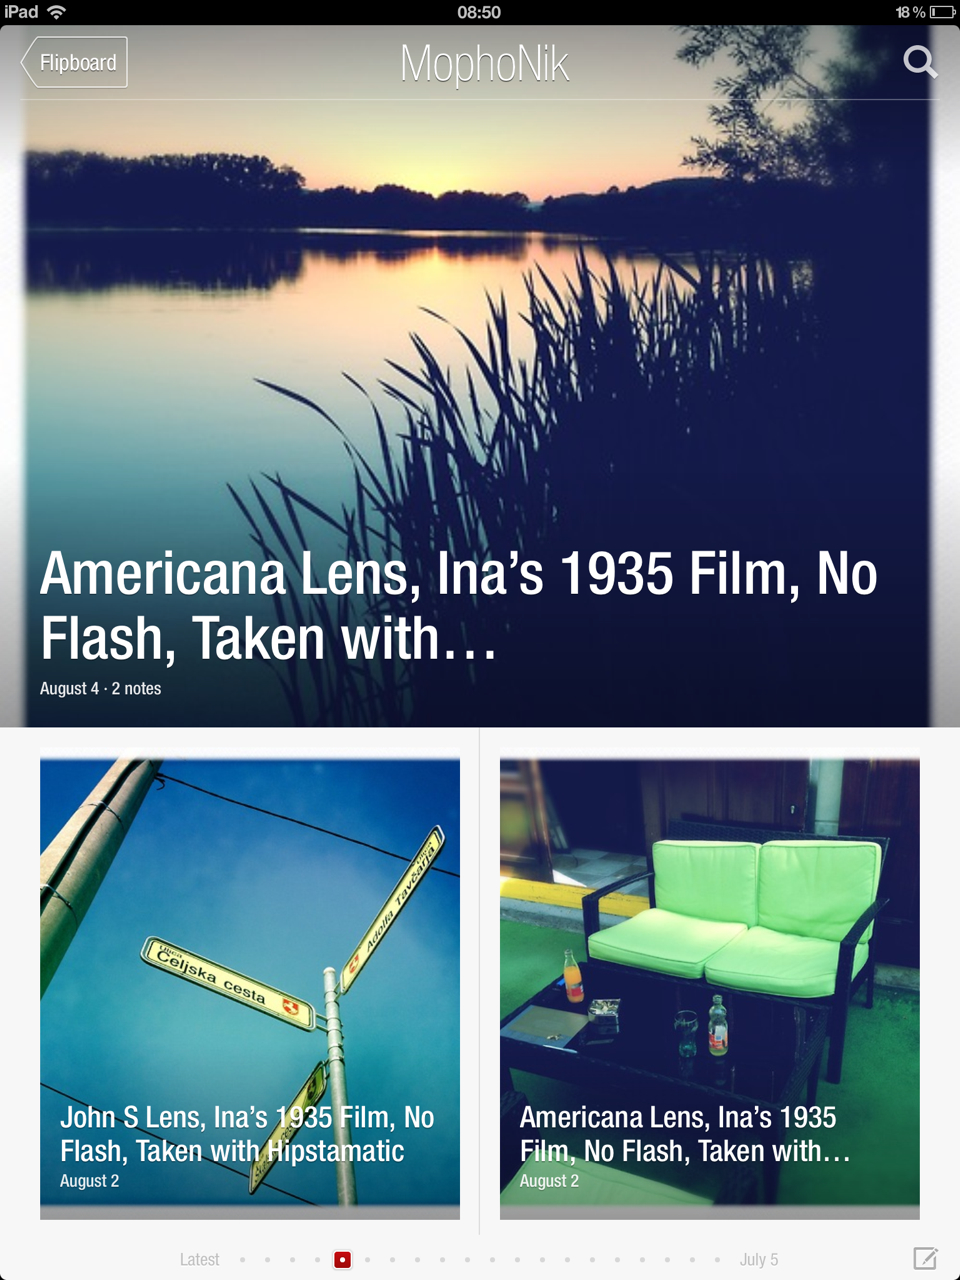 iPad
08:50
18 %
Flipboard
MophoNik
Americana Lens, Ina’s 1935 Film, No
Flash, Taken with…
August 4 · 2 notes
Adolfa Tavčarja
Ulica
Celjska cesta
John S Lens, Ina’s 1935 Film, No
Flash, Taken with Hipstamatic
August 2
Americana Lens, Ina’s 1935
Film, No Flash, Taken with…
August 2
Latest
July 5